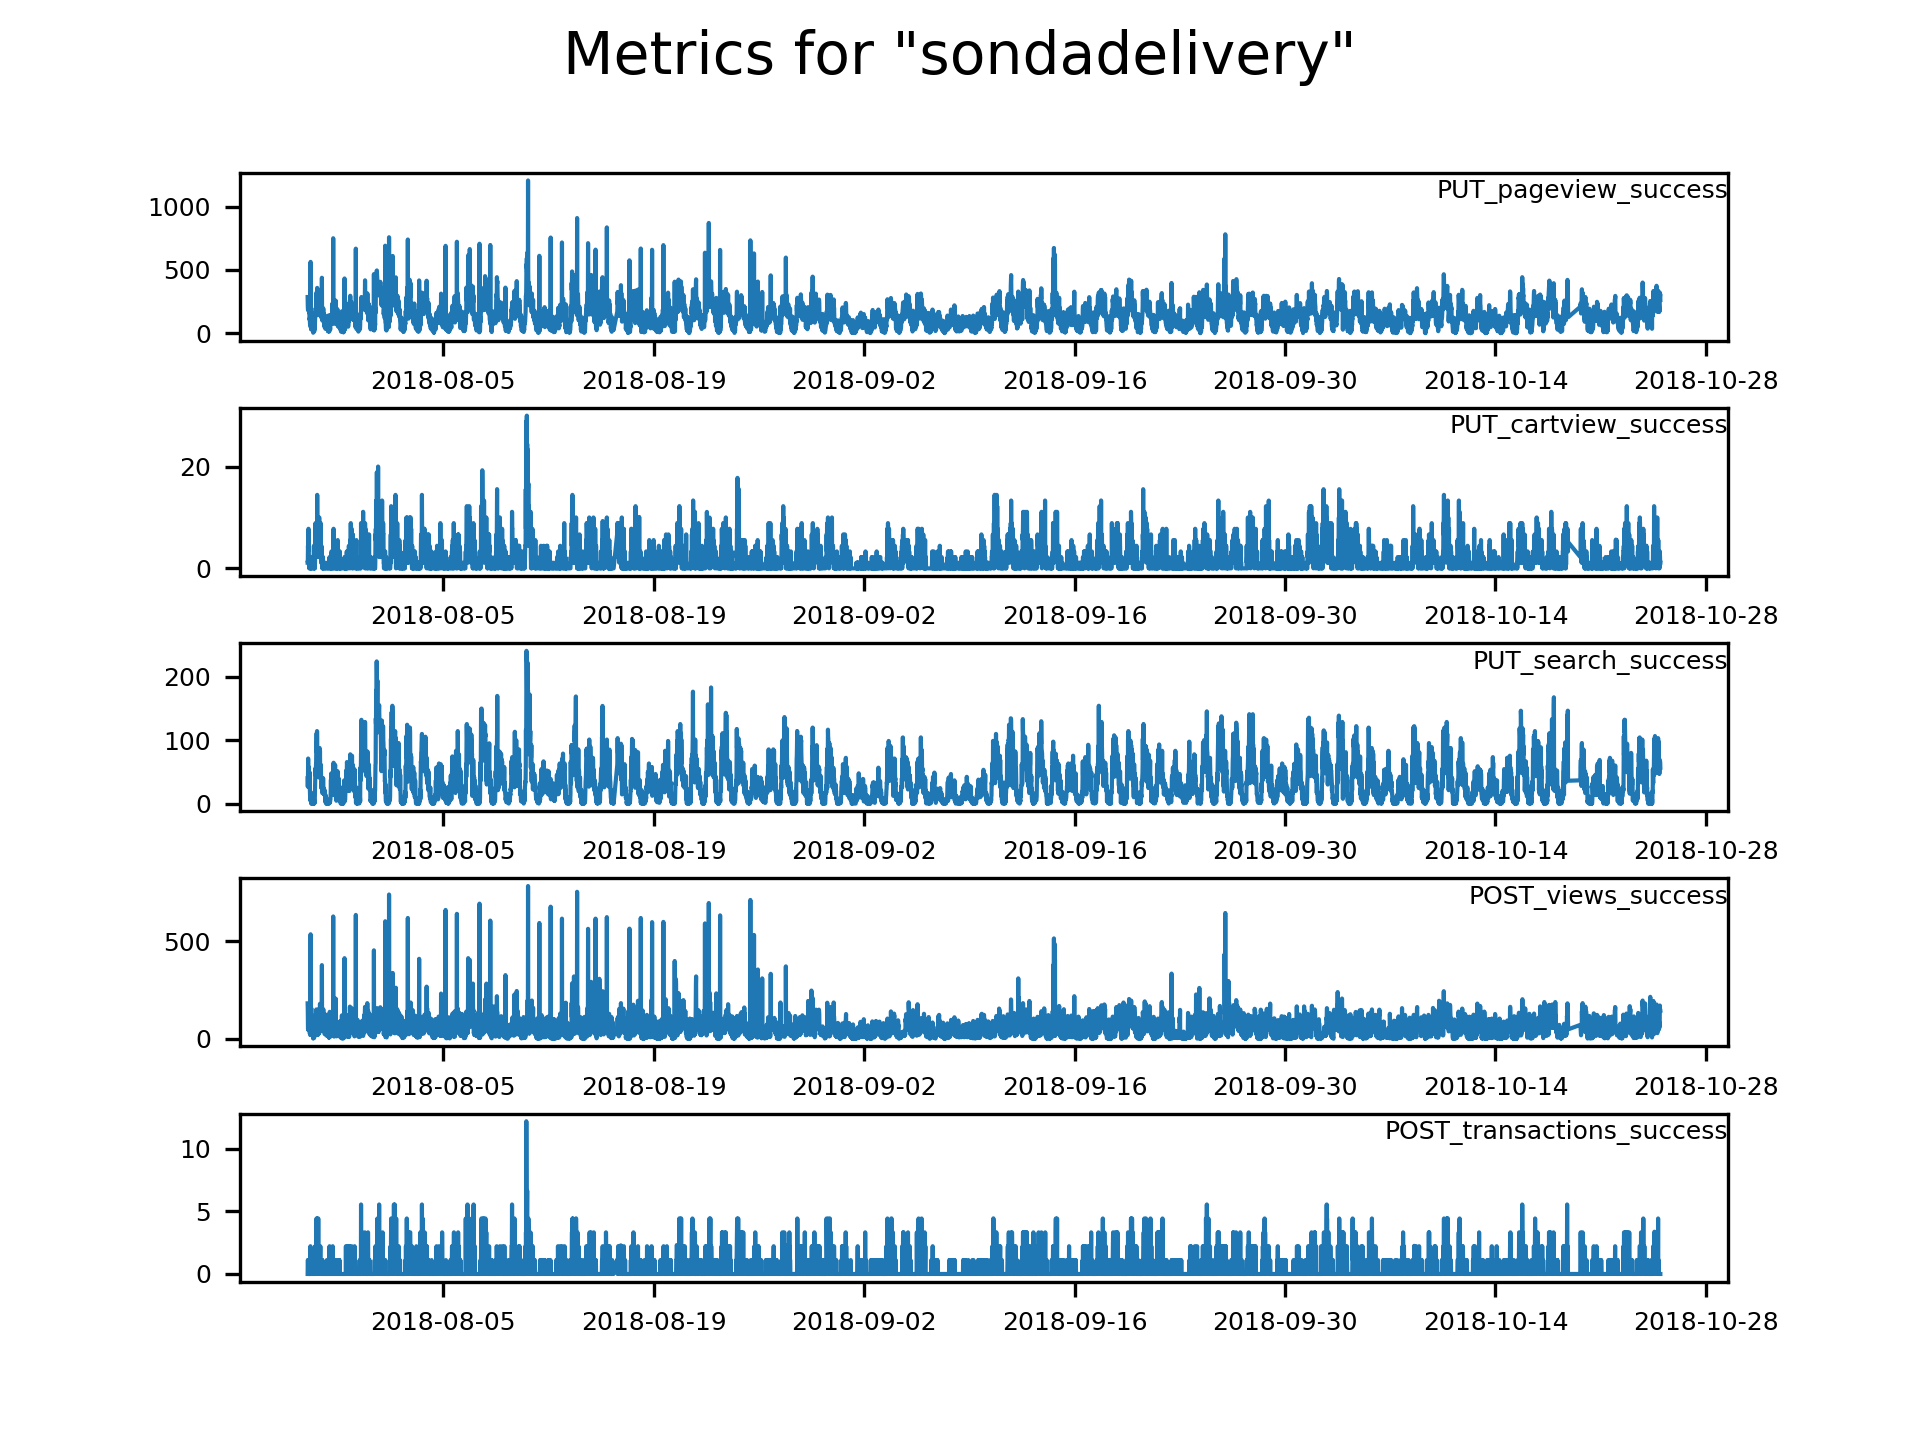 Metrics for "sondadelivery"
PUT_pageview_success
1000
500
0
2018-08-05 2018-08-19 2018-09-02 2018-09-16 2018-09-30 2018-10-14 2018-10-28
PUT_cartview_success
20
0
2018-08-05 2018-08-19 2018-09-02 2018-09-16 2018-09-30 2018-10-14 2018-10-28
PUT_search_success
200
100
0
2018-08-05 2018-08-19 2018-09-02 2018-09-16 2018-09-30 2018-10-14 2018-10-28
POST_views_success
500
0
2018-08-05 2018-08-19 2018-09-02 2018-09-16 2018-09-30 2018-10-14 2018-10-28
POST_transactions_success
10
5
0
2018-08-05 2018-08-19 2018-09-02 2018-09-16 2018-09-30 2018-10-14 2018-10-28